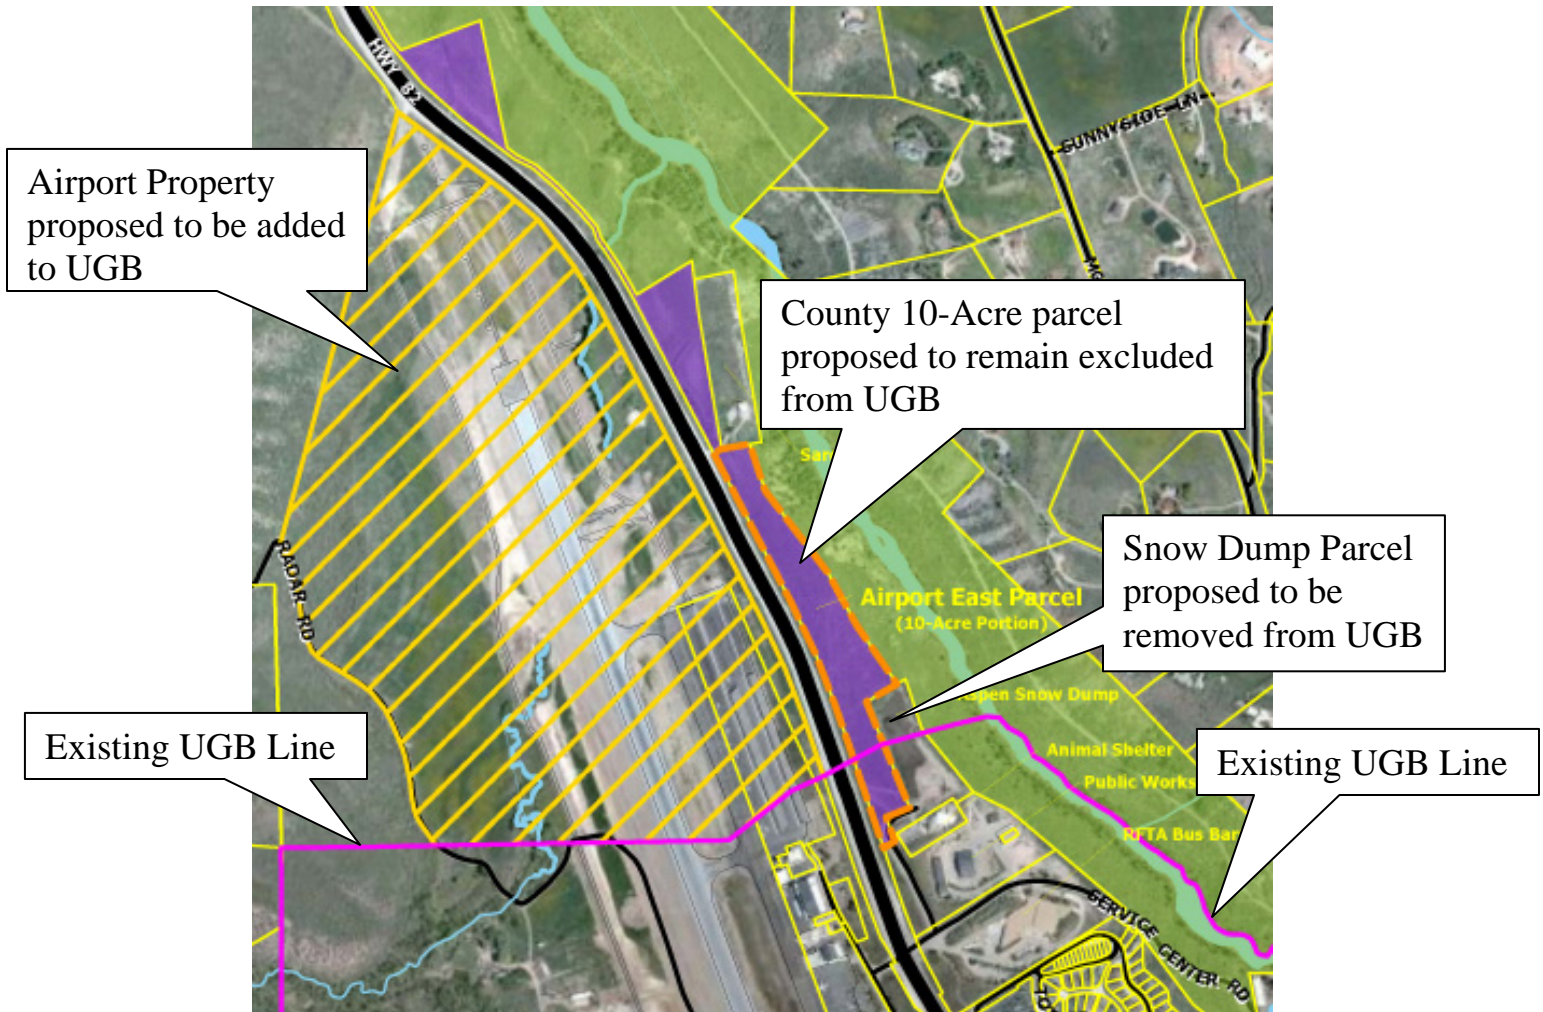 HWY 82
SUNNYSIDE LN
Airport Property
proposed to be added
to UGB
County 10-Acre parcel
proposed to remain excluded
from UGB
Snow Dump Parcel
proposed to be
removed from UGB
RADAR RD
Airport East Parcel
(10-Acre Portion)
Snow Dump
Existing UGB Line
Animal Shelter
Public Works
Existing UGB Line
RFTA Bus Bar
SERVICE CENTER RD